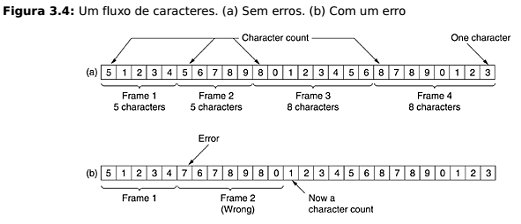 Figura 3.4: Um fluxo de caracteres. (a) Sem erros. (b) Com um erro
Character count
One character
(a) 5 1 2 3 4 5 6 7 8 9 8 0 1 2 3 4 5 6 8 7 8 9 0 1 2 3
Frame 1 Frame 2 Frame 3 Frame 4
5 characters 5 characters 8 characters 8 characters
Error
(b) 5 1 2 3 4 7 6 7 8 9 8 0 1 2 3 4 5 6 8 7 8 9 0 1 2 3
Frame 1 Frame 2 Now a
(Wrong) character count